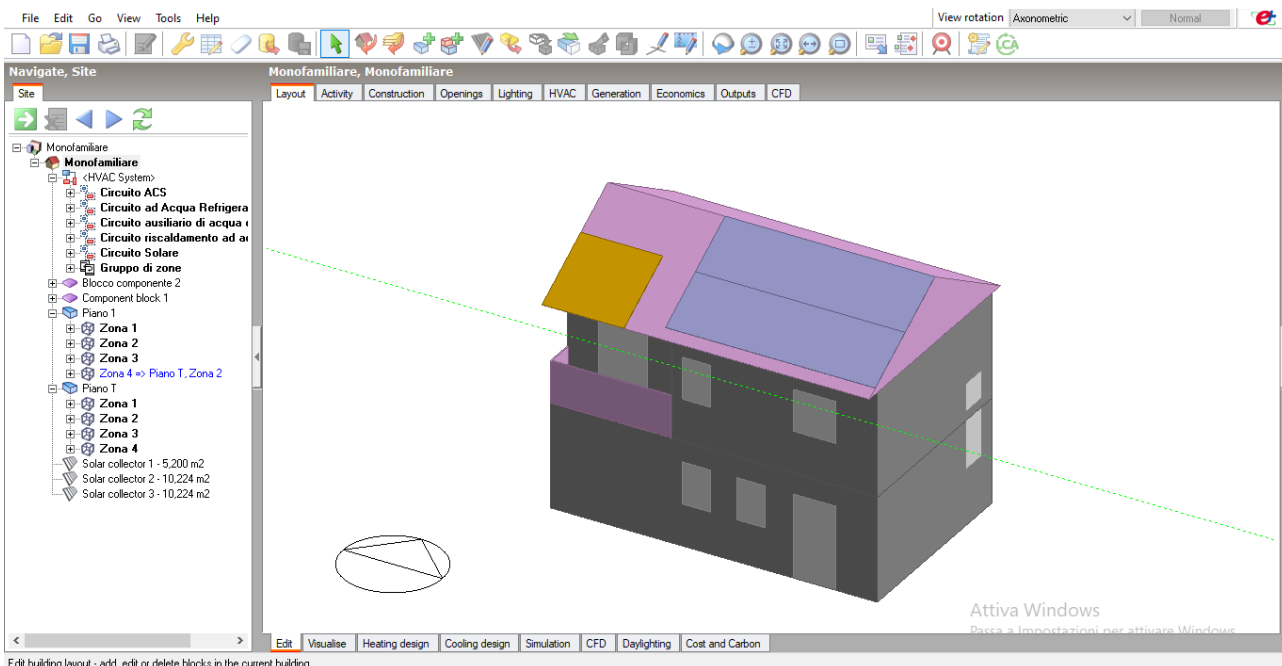 File Edit Go View Tools Help
View rotation Axonometric Normal
Navigate, Site
Monofamiliare, Monofamiliare
Site
Layout Activity Construction Openings Lighting HVAC Generation Economics Outputs CFD
Monofamiliare
Monofamiliare
<HVAC System>
Circuito ACS
Circuito ad Acqua Refrigera
Circuito ausiliario di acqua
Circuito riscaldamento ad a
Circuito Solare
Gruppo di zone
Blocco componente 2
Component block 1
Piano 1
Zona 1
Zona 2
Zona 3
Zona 4 => Piano T, Zona 2
Piano T
Zona 1
Zona 2
Zona 3
Zona 4
Solar collector 1 - 5,200 m2
Solar collector 2 - 10,224 m2
Solar collector 3 - 10,224 m2
LCA
Attiva Windows
Passa a Impostazioni per attivare Windows.
Edit Visualise Heating design Cooling design Simulation CFD Daylighting Cost and Carbon
Edit building layout - add, edit or delete blocks in the current building